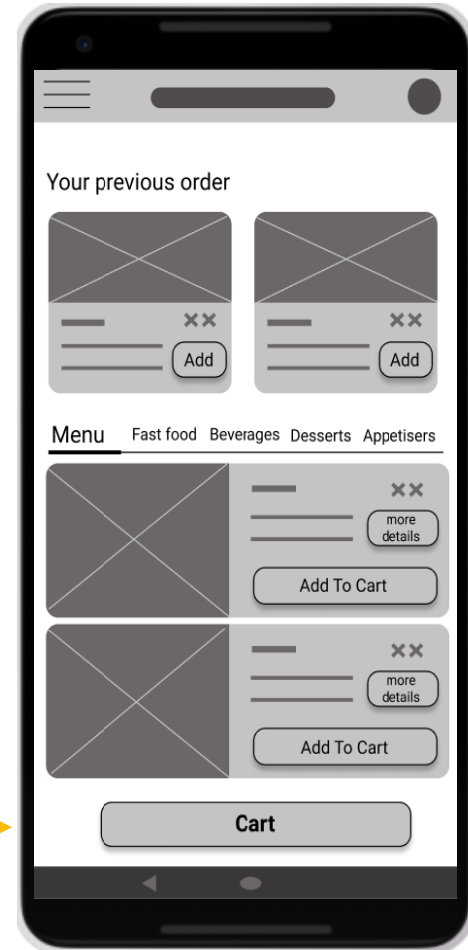 Your previous order
Add Add
Menu Fast food Beverages Desserts Appetisers
more
details
Add To Cart
more
details
Add To Cart
Cart